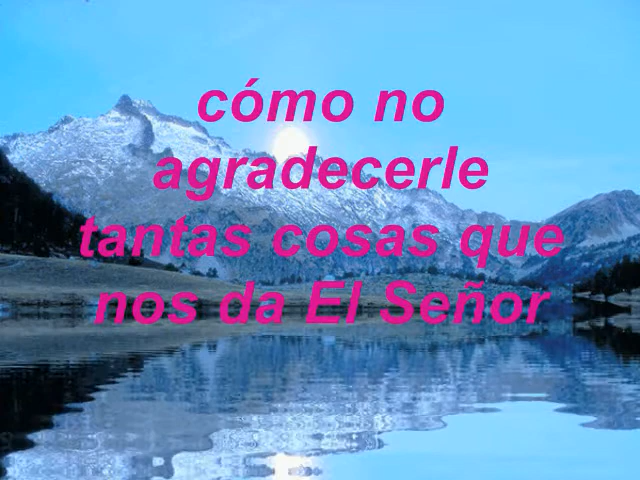 cómo no
agradecerle
tantas cosas que
nos da El Señor